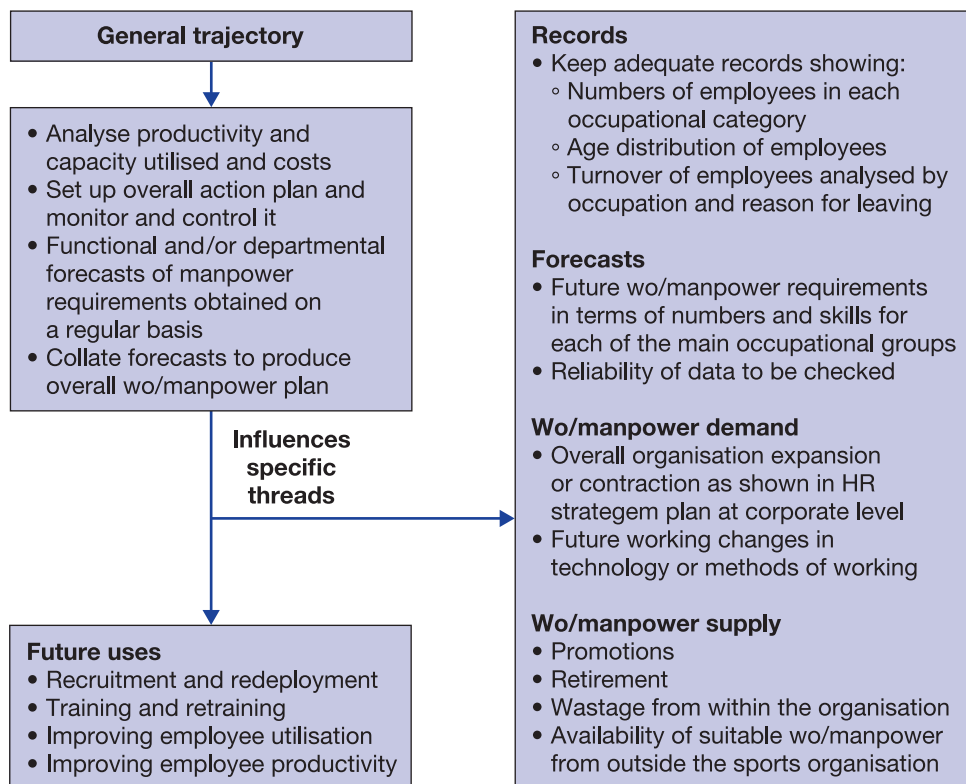 General trajectory
• Analyse productivity and
capacity utilised and costs
• Set up overall action plan and
monitor and control it
• Functional and/or departmental
forecasts of manpower
requirements obtained on
a regular basis
• Collate forecasts to produce
overall wo/manpower plan
Influences
specific
threads
Future uses
• Recruitment and redeployment
• Training and retraining
• Improving employee utilisation
• Improving employee productivity
Records
• Keep adequate records showing:
◦ Numbers of employees in each
occupational category
◦ Age distribution of employees
◦ Turnover of employees analysed by
occupation and reason for leaving
Forecasts
• Future wo/manpower requirements
in terms of numbers and skills for
each of the main occupational groups
• Reliability of data to be checked
Wo/manpower demand
• Overall organisation expansion
or contraction as shown in HR
strategem plan at corporate level
• Future working changes in
technology or methods of working
Wo/manpower supply
• Promotions
• Retirement
• Wastage from within the organisation
• Availability of suitable wo/manpower
from outside the sports organisation